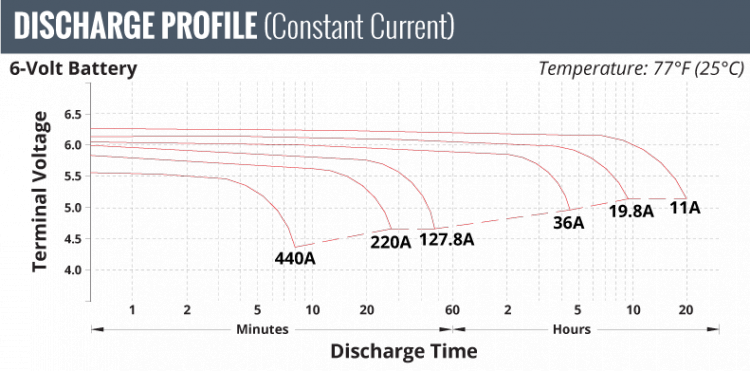 DISCHARGE PROFILE (Constant Current)
6-Volt Battery
Temperature: 77°F (25°C)
Terminal Voltage
6.5
6.0
5.5
5.0
4.5
4.0
440A
220A
127.8A
36A
19.8A
11A
1 2 5 10 20 60 2 5 10 20
Minutes Hours
Discharge Time